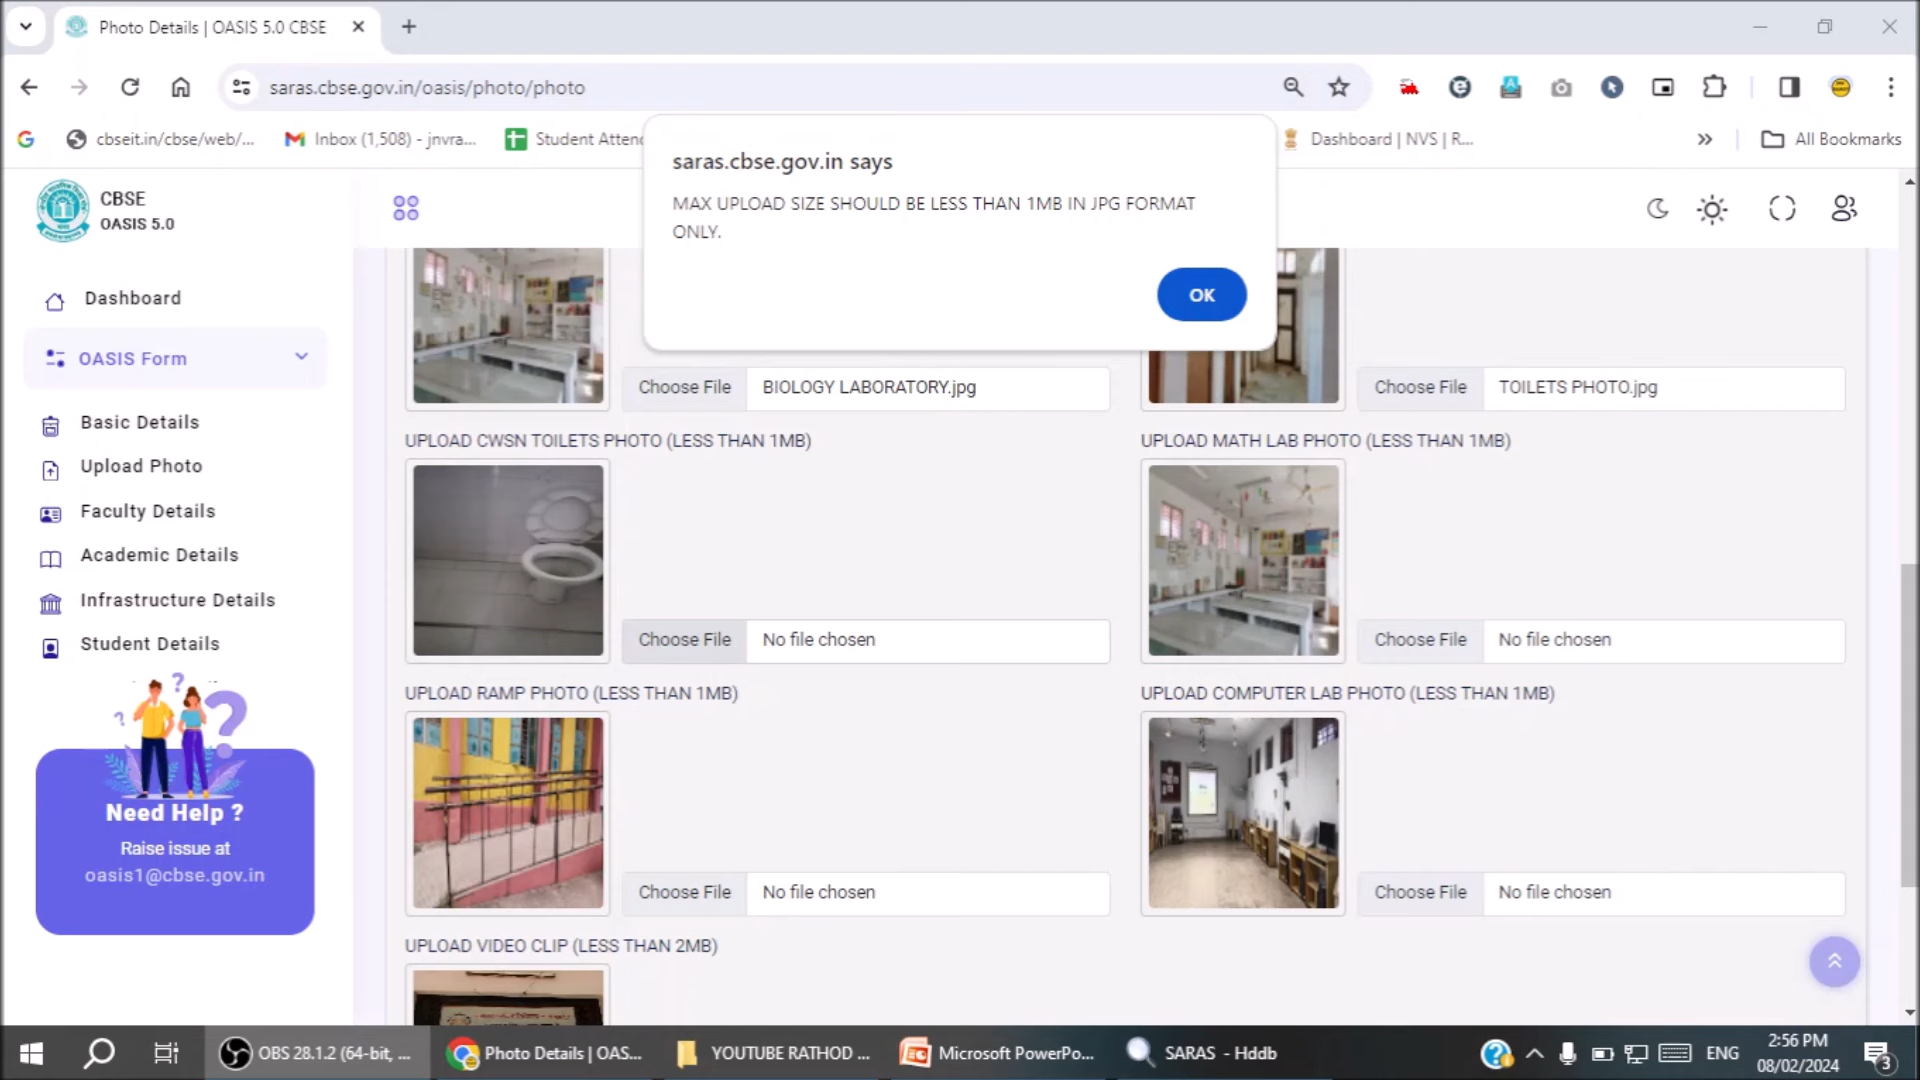 Photo Details | OASIS 5.0 CBSE
saras.cbse.gov.in/oasis/photo/photo
cbseit.in/cbse/web/...
Inbox (1,508) - jnvra...
Student Atten
Dashboard | NVS | R...
All Bookmarks
saras.cbse.gov.in says
MAX UPLOAD SIZE SHOULD BE LESS THAN 1MB IN JPG FORMAT
ONLY.
OK
CBSE
OASIS 5.0
Dashboard
OASIS Form
Basic Details
Upload Photo
Faculty Details
Academic Details
Infrastructure Details
Student Details
Need Help ?
Raise issue at
oasis1@cbse.gov.in
Choose File BIOLOGY LABORATORY.jpg
Choose File TOILETS PHOTO.jpg
UPLOAD CWSN TOILETS PHOTO (LESS THAN 1MB)
UPLOAD MATH LAB PHOTO (LESS THAN 1MB)
Choose File No file chosen
Choose File No file chosen
UPLOAD RAMP PHOTO (LESS THAN 1MB)
UPLOAD COMPUTER LAB PHOTO (LESS THAN 1MB)
Choose File No file chosen
Choose File No file chosen
UPLOAD VIDEO CLIP (LESS THAN 2MB)
OBS 28.1.2 (64-bit, ...
Photo Details | OAS...
YOUTUBE RATHOD ...
Microsoft PowerPo...
SARAS - Hddb
ENG
2:56 PM
08/02/2024
3